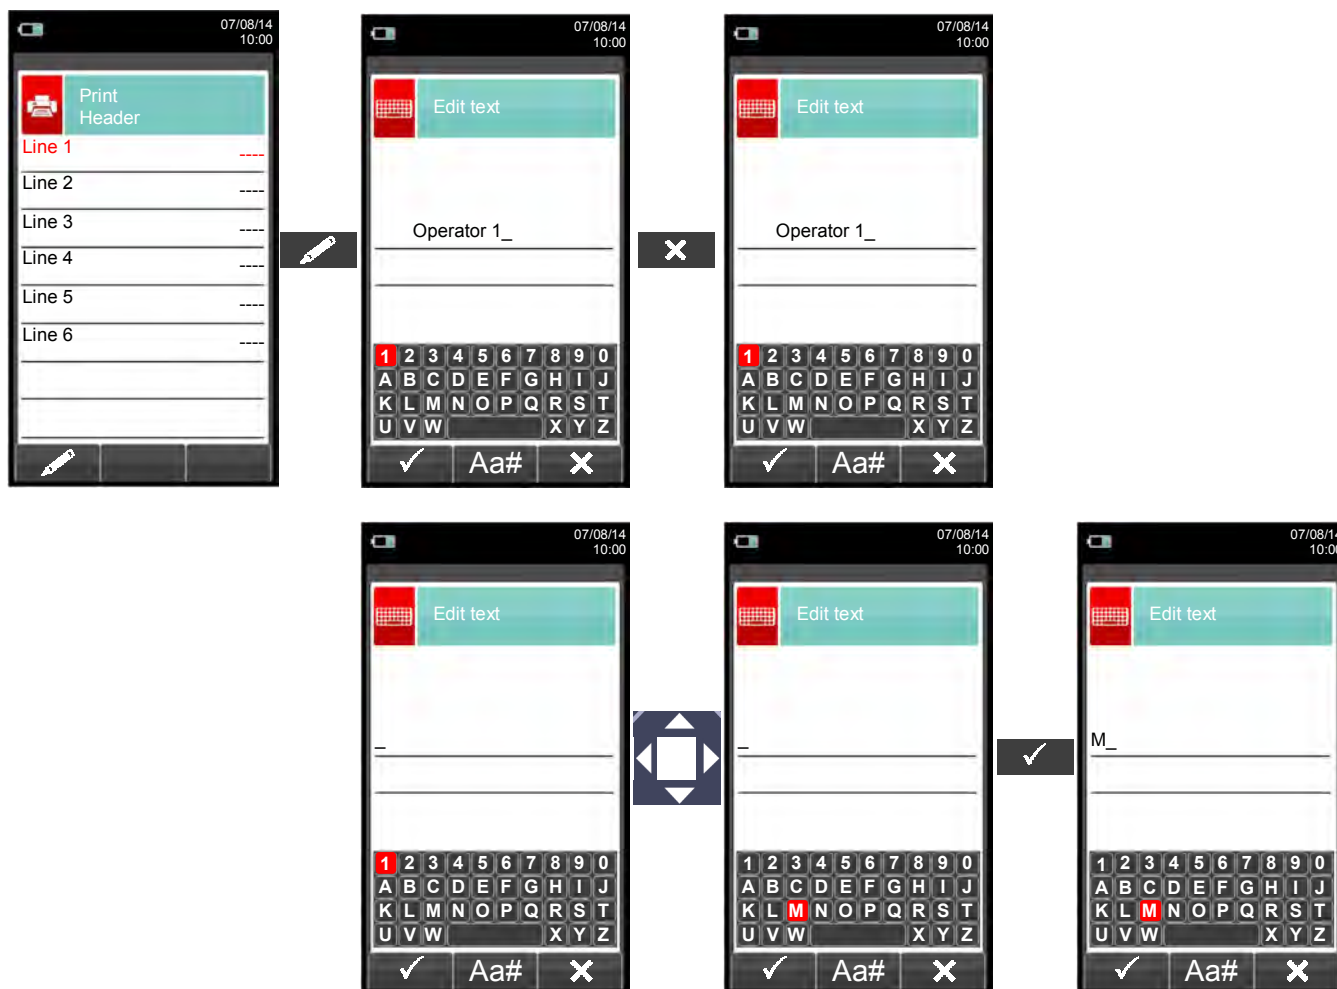 07/08/14
10:00
Print
Header
Line 1 ----
Line 2 ----
Line 3 ----
Line 4 ----
Line 5 ----
Line 6 ----
07/08/14
10:00
Edit text
Operator 1_
1 2 3 4 5 6 7 8 9 0
A B C D E F G H I J
K L M N O P Q R S T
U V W X Y Z
Aa#
07/08/14
10:00
Edit text
Operator 1_
1 2 3 4 5 6 7 8 9 0
A B C D E F G H I J
K L M N O P Q R S T
U V W X Y Z
Aa#
07/08/14
10:00
Edit text
_
1 2 3 4 5 6 7 8 9 0
A B C D E F G H I J
K L M N O P Q R S T
U V W X Y Z
Aa#
07/08/14
10:00
Edit text
_
1 2 3 4 5 6 7 8 9 0
A B C D E F G H I J
K L M N O P Q R S T
U V W X Y Z
Aa#
07/08/14
10:00
Edit text
M_
1 2 3 4 5 6 7 8 9 0
A B C D E F G H I J
K L M N O P Q R S T
U V W X Y Z
Aa#